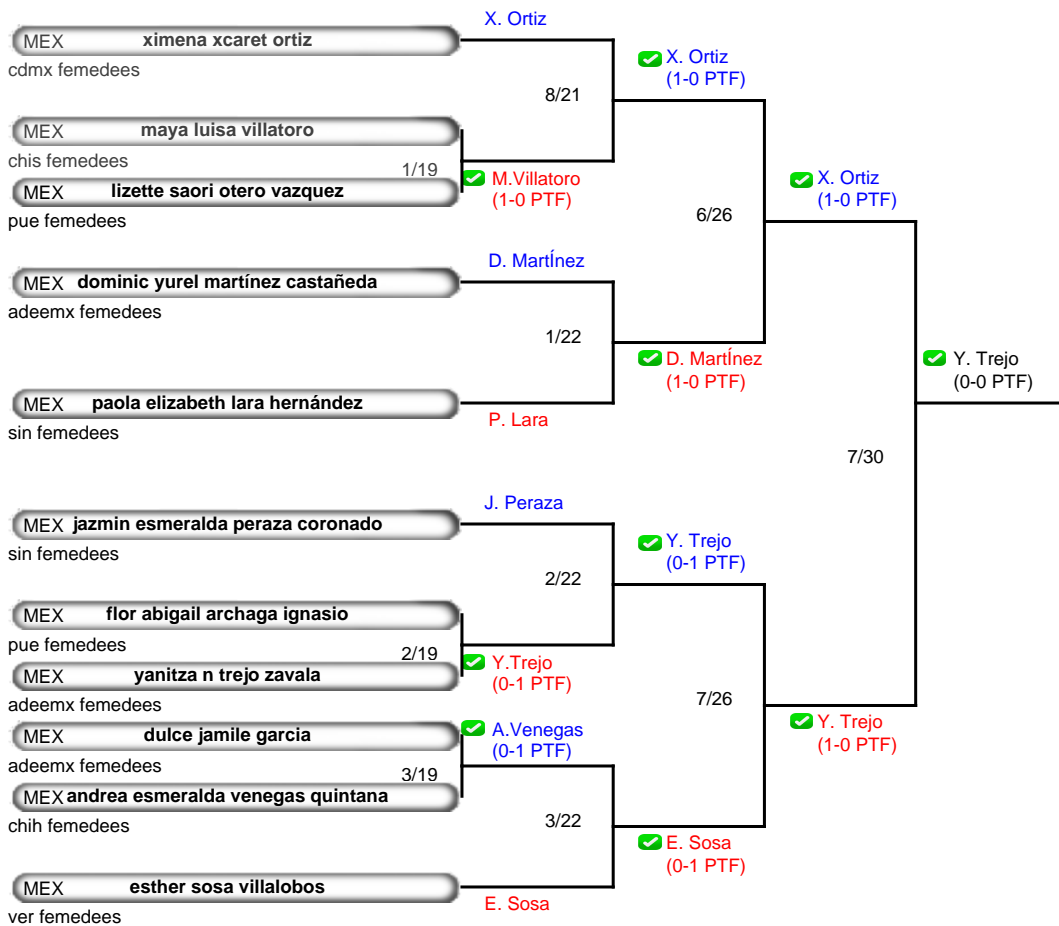 X. Ortiz
MEX ximena xcaret ortiz
cdmx femedees
X. Ortiz
(1-0 PTF)
8/21
MEX maya luisa villatoro
chis femedees
1/19
M.Villatoro
(1-0 PTF)
MEX lizette saori otero vazquez
pue femedees
X. Ortiz
(1-0 PTF)
6/26
D. MartÍnez
MEX dominic yurel martínez castañeda
adeemx femedees
1/22
D. MartÍnez
(1-0 PTF)
MEX paola elizabeth lara hernández
sin femedees
P. Lara
Y. Trejo
(0-0 PTF)
7/30
J. Peraza
MEX jazmin esmeralda peraza coronado
sin femedees
Y. Trejo
(0-1 PTF)
2/22
MEX flor abigail archaga ignasio
pue femedees
2/19
Y.Trejo
(0-1 PTF)
MEX yanitza n trejo zavala
adeemx femedees
7/26
Y. Trejo
(1-0 PTF)
MEX dulce jamile garcia
adeemx femedees
A.Venegas
(0-1 PTF)
3/19
MEX andrea esmeralda venegas quintana
chih femedees
3/22
E. Sosa
(0-1 PTF)
MEX esther sosa villalobos
ver femedees
E. Sosa